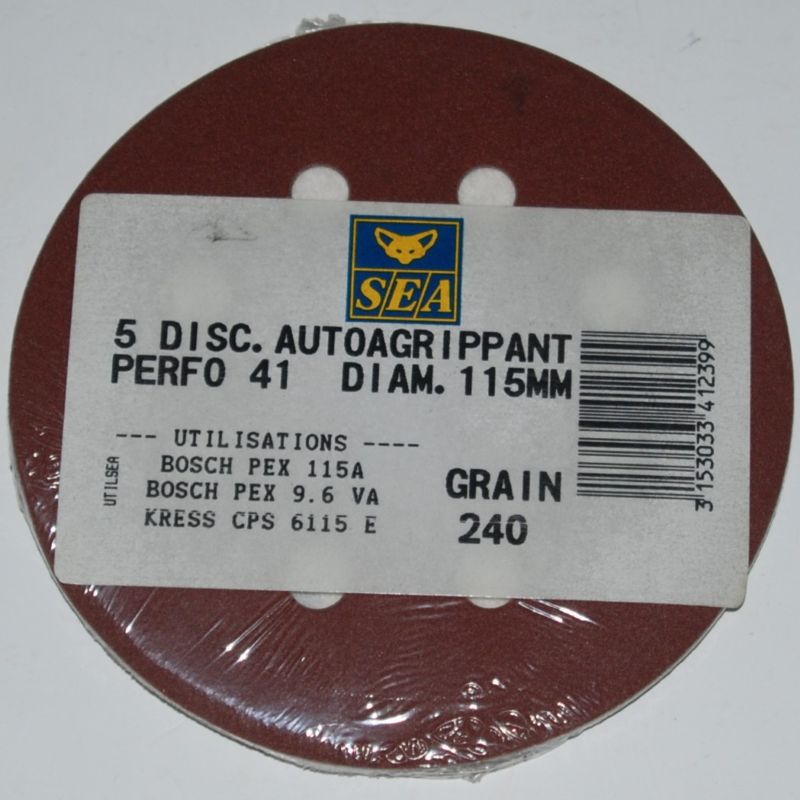 SEA
5 DISC. AUTOAGRIPPANT
PERFO 41 DIAM. 115MM
--- UTILISATIONS ----
BOSCH PEX 115A
BOSCH PEX 9.6 VA
KRESS CPS 6115 E
UTILSEA
GRAIN
240
3 153033 412399